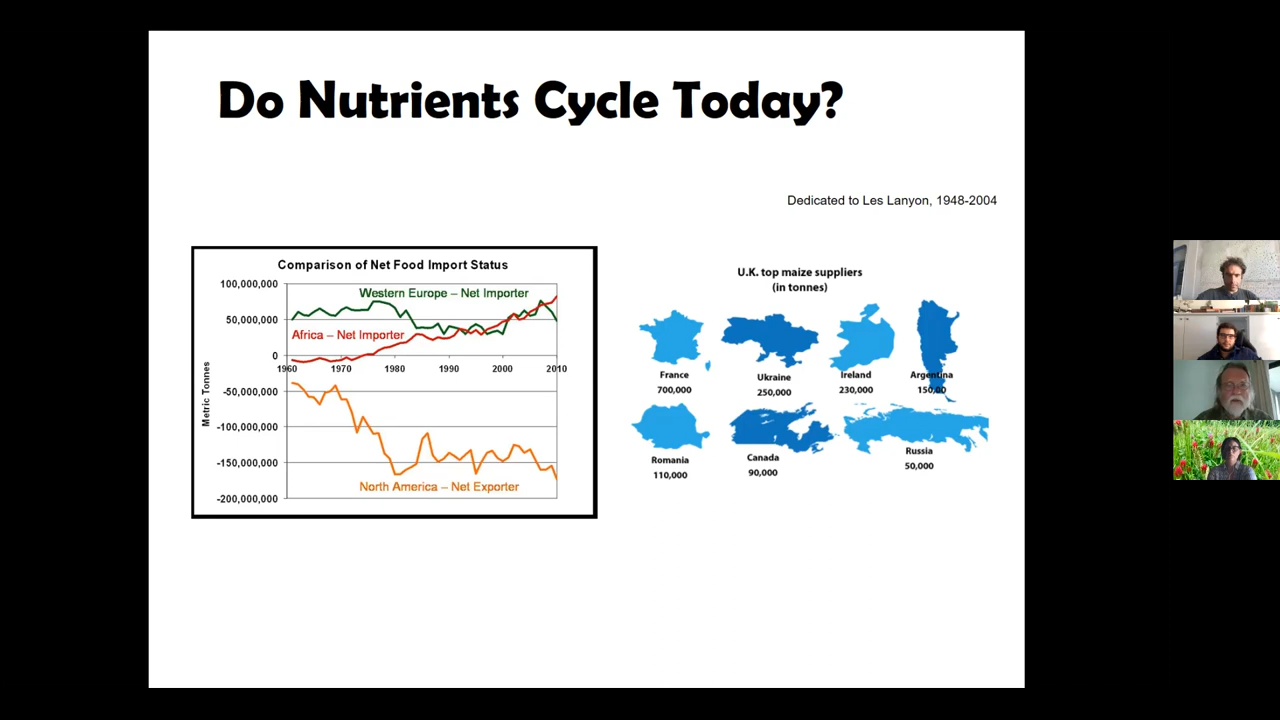 Do Nutrients Cycle Today?
Dedicated to Les Lanyon, 1948-2004
Comparison of Net Food Import Status
100,000,000
50,000,000
0
-50,000,000
-100,000,000
-150,000,000
-200,000,000
Metric Tonnes
1960 1970 1980 1990 2000 2010
Western Europe – Net Importer
Africa – Net Importer
North America – Net Exporter
U.K. top maize suppliers
(in tonnes)
France
700,000
Ukraine
250,000
Ireland
230,000
Argentina
150,00
Romania
110,000
Canada
90,000
Russia
50,000